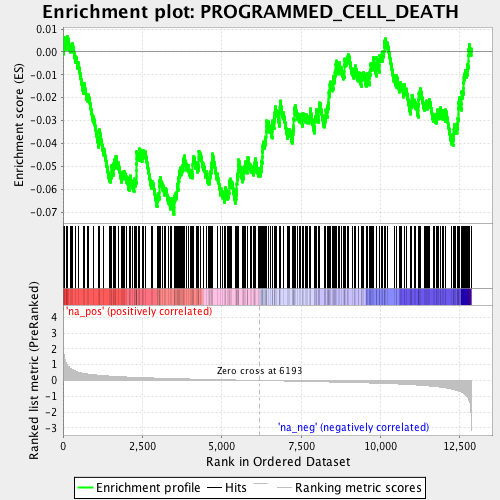 Enrichment plot: PROGRAMMED_CELL_DEATH
Enrichment score (ES)
0.01
0.00
-0.01
-0.02
-0.03
-0.04
-0.05
-0.06
-0.07
'na_pos' (positively correlated)
Ranked list metric (PreRanked)
4
3
2
1
0
-1
-2
-3
Zero cross at 6193
'na_neg' (negatively correlated)
0
2,500
5,000
7,500
10,000
12,500
Rank in Ordered Dataset
Enrichment profile
Hits
Ranking metric scores